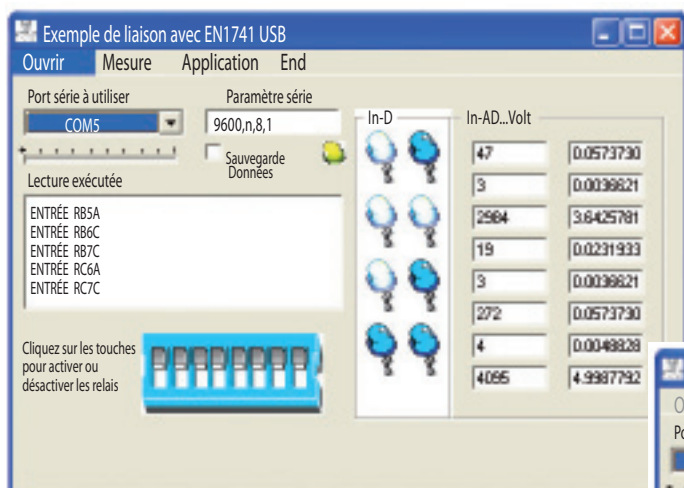 Exemple de liaison avec EN1741 USB
Ouvrir Mesure Application End
Port série à utiliser Paramètre série
COM5 9600,n,8,1
Sauvegarde
Données
Lecture exécutée
ENTRÉE RB5A
ENTRÉE RB6C
ENTRÉE RB7C
ENTRÉE RC6A
ENTRÉE RC7C
Cliquez sur les touches
pour activer ou
désactiver les relais
In-D In-AD...Volt
47 0.0573730
3 0.0036621
2984 3.6425781
19 0.0231933
3 0.0036621
272 0.0573730
4 0.0048828
4095 4.9987792